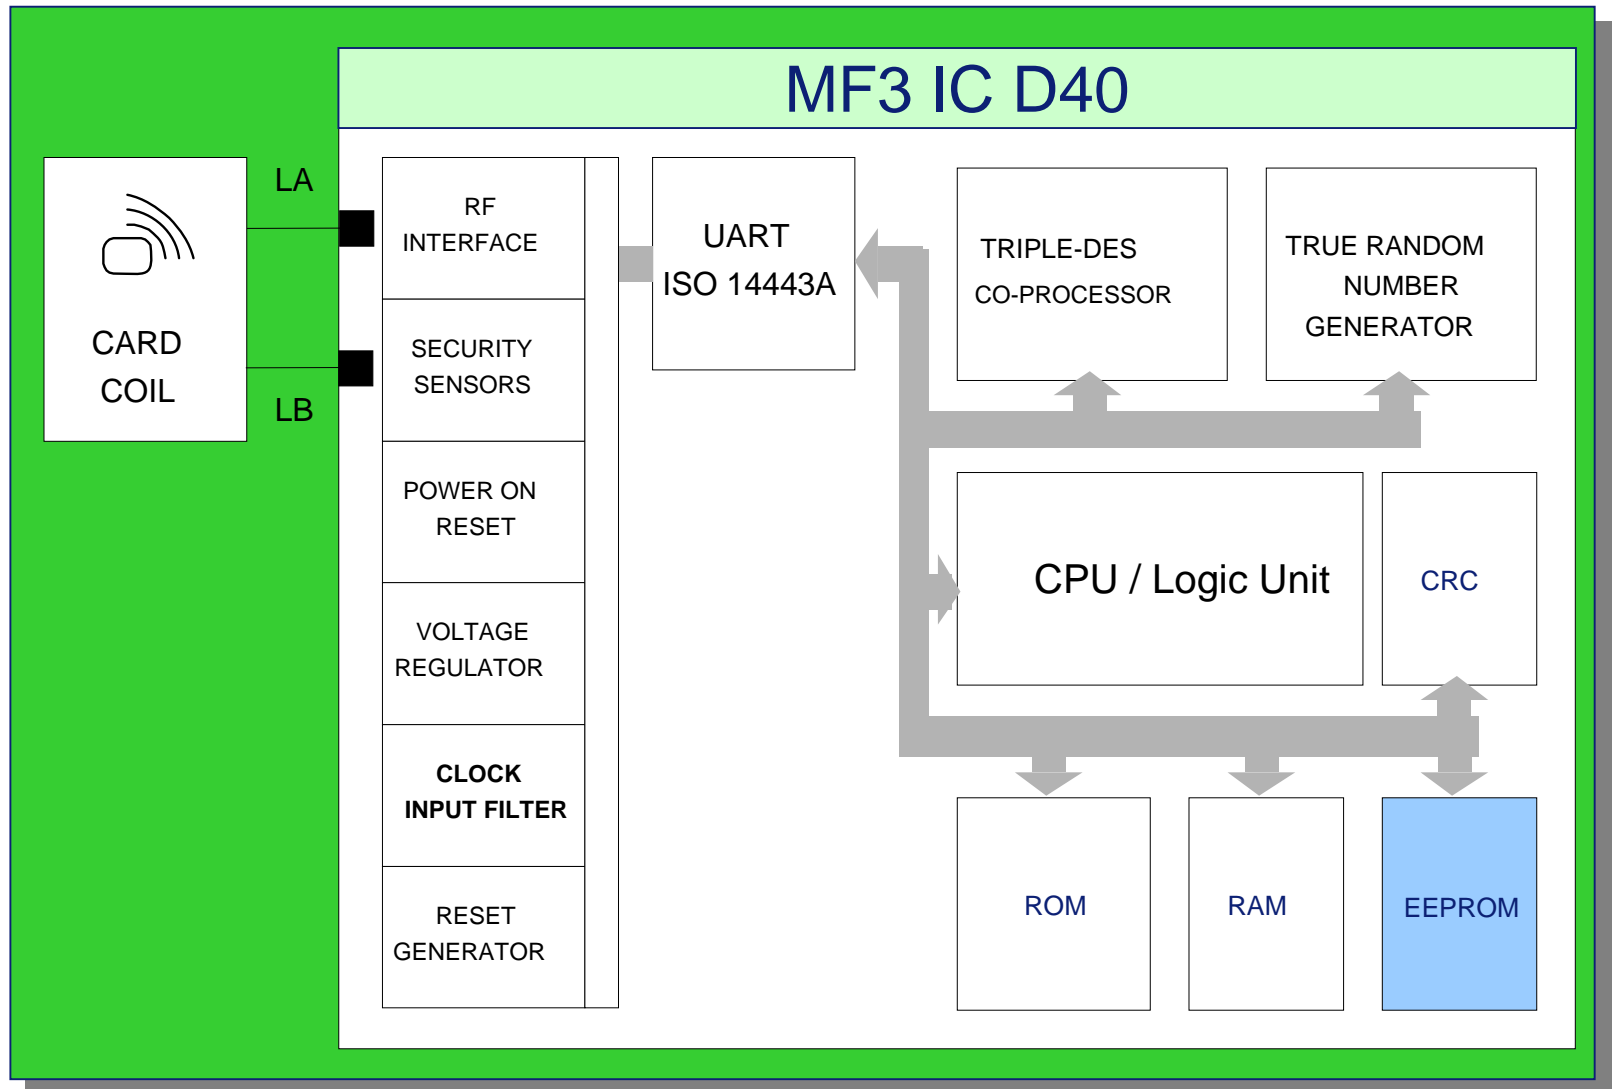 MF3 IC D40
LA
LB
CARD
COIL
RF
INTERFACE
SECURITY
SENSORS
POWER ON
RESET
VOLTAGE
REGULATOR
CLOCK
INPUT FILTER
RESET
GENERATOR
UART
ISO 14443A
TRIPLE-DES
CO-PROCESSOR
TRUE RANDOM
NUMBER
GENERATOR
CPU / Logic Unit
CRC
ROM
RAM
EEPROM